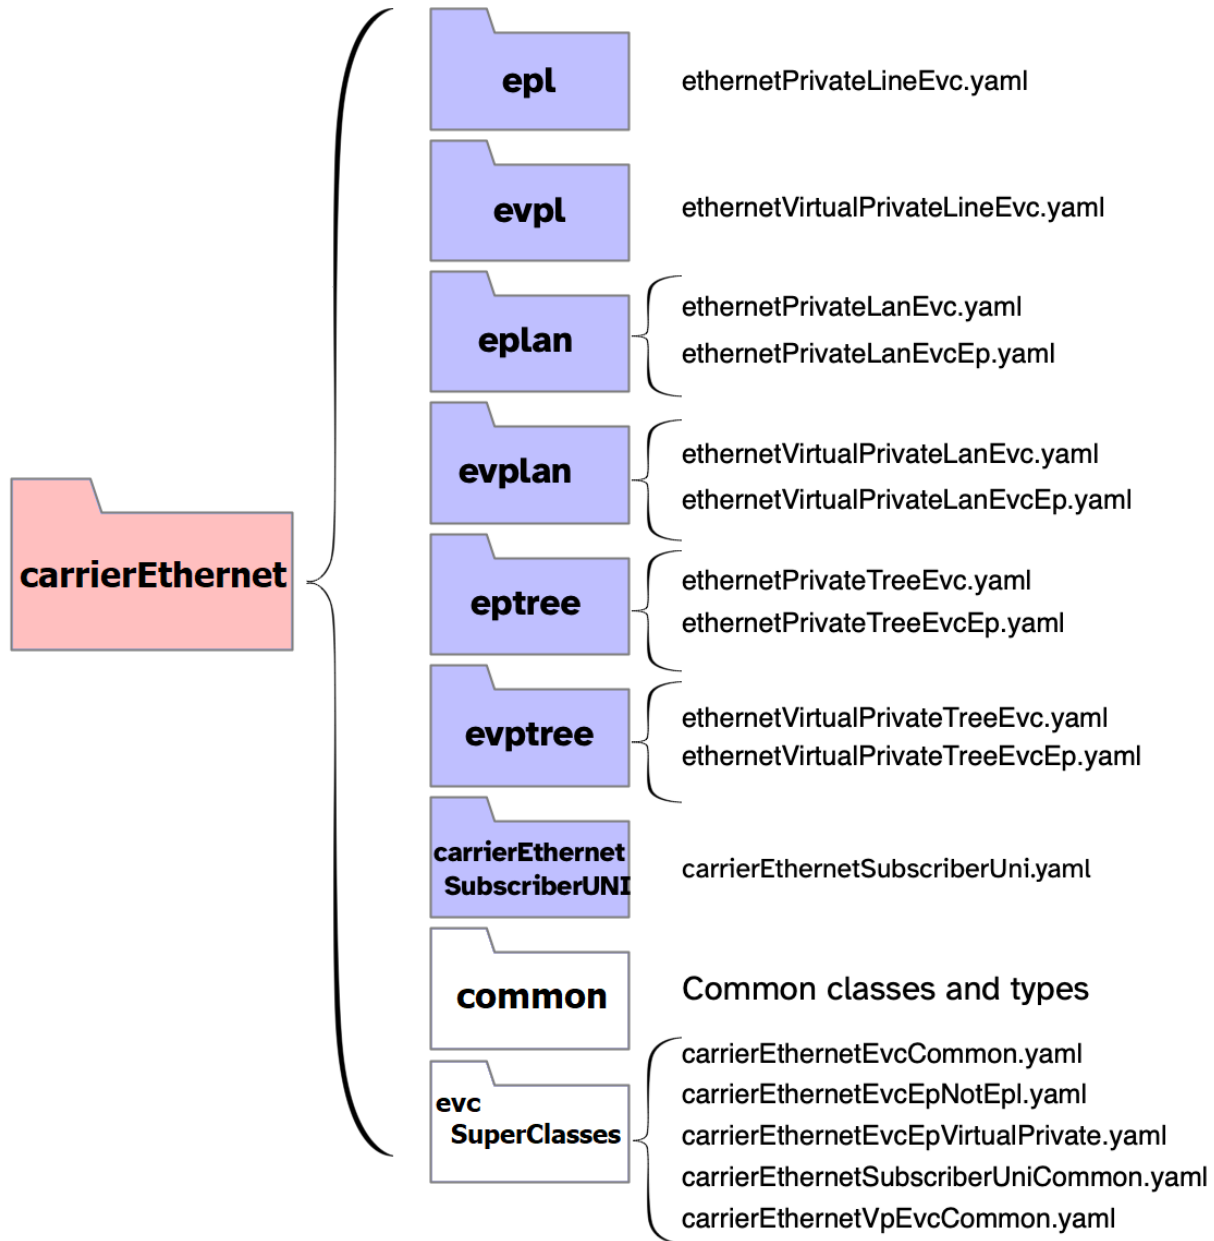 carrierEthernet
epl
ethernetPrivateLineEvc.yaml
evpl
ethernetVirtualPrivateLineEvc.yaml
eplan
ethernetPrivateLanEvc.yaml
ethernetPrivateLanEvcEp.yaml
evplan
ethernetVirtualPrivateLanEvc.yaml
ethernetVirtualPrivateLanEvcEp.yaml
eptree
ethernetPrivateTreeEvc.yaml
ethernetPrivateTreeEvcEp.yaml
evptree
ethernetVirtualPrivateTreeEvc.yaml
ethernetVirtualPrivateTreeEvcEp.yaml
carrierEthernet
SubscriberUNI
carrierEthernetSubscriberUni.yaml
common
Common classes and types
evc
SuperClasses
carrierEthernetEvcCommon.yaml
carrierEthernetEvcEpNotEpl.yaml
carrierEthernetEvcEpVirtualPrivate.yaml
carrierEthernetSubscriberUniCommon.yaml
carrierEthernetVpEvcCommon.yaml